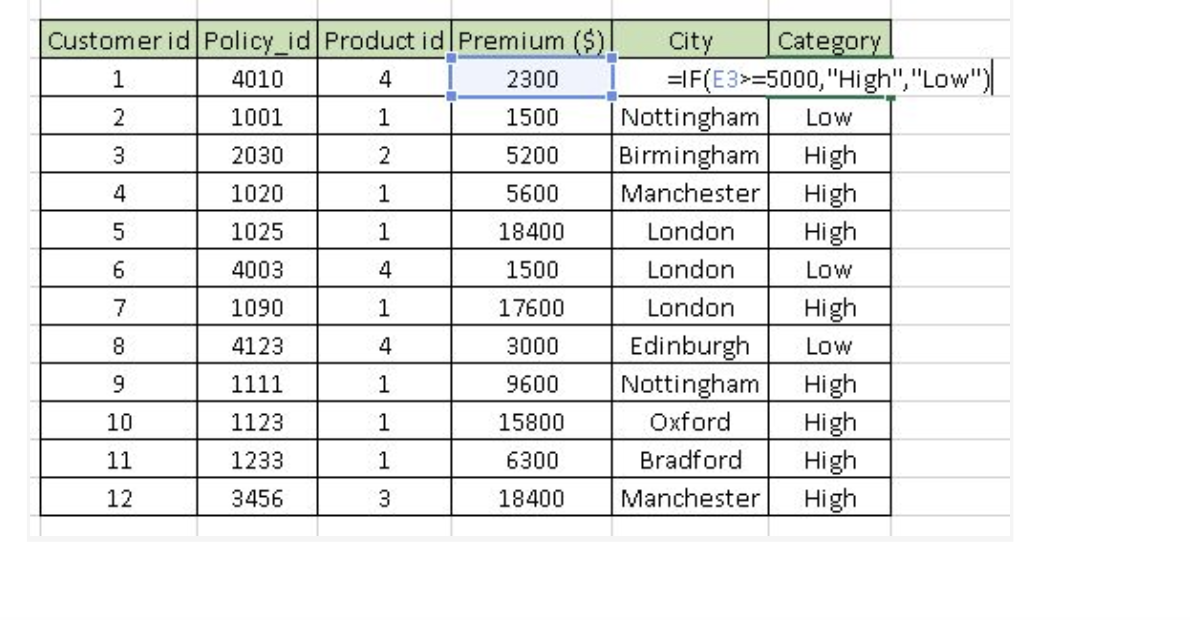 Customer id Policy_id Product id Premium ($) City Category
1 4010 4 2300 =IF(E3>=5000,"High","Low")
2 1001 1 1500 Nottingham Low
3 2030 2 5200 Birmingham High
4 1020 1 5600 Manchester High
5 1025 1 18400 London High
6 4003 4 1500 London Low
7 1090 1 17600 London High
8 4123 4 3000 Edinburgh Low
9 1111 1 9600 Nottingham High
10 1123 1 15800 Oxford High
11 1233 1 6300 Bradford High
12 3456 3 18400 Manchester High